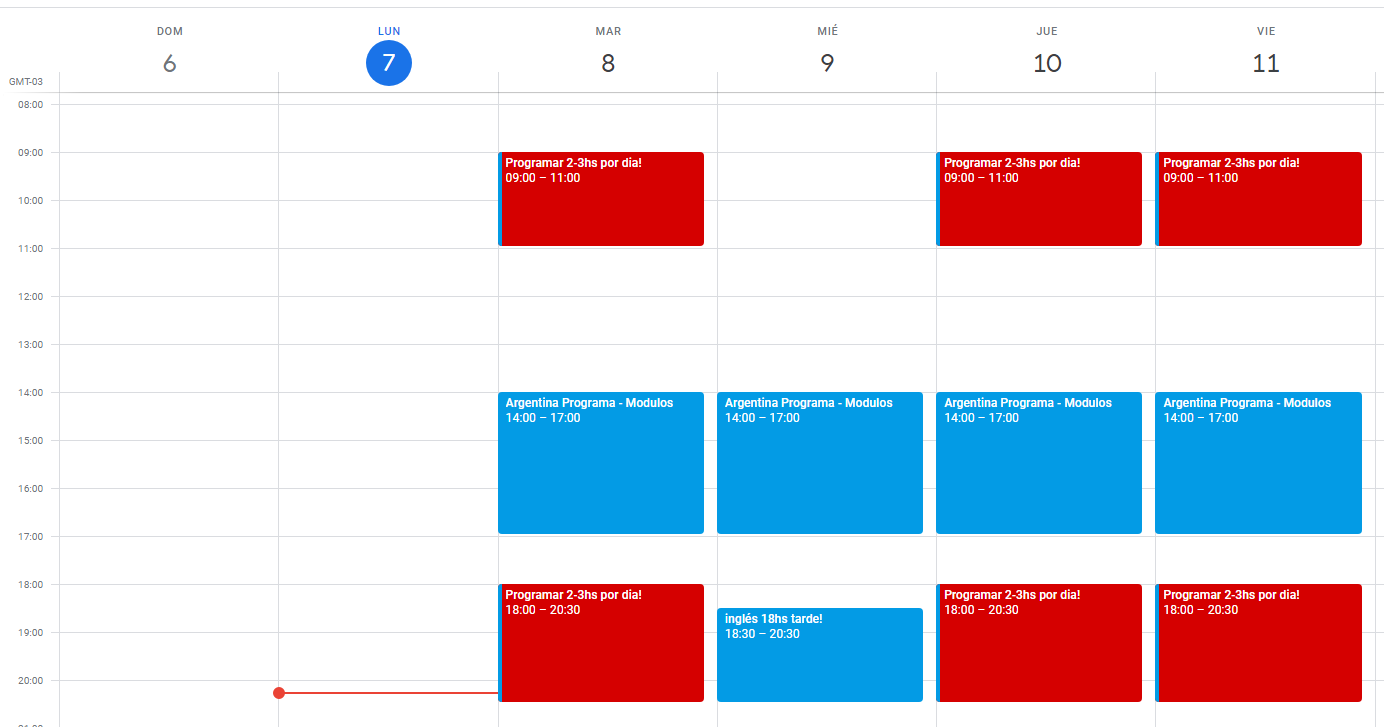 DOM LUN MAR MIÉ JUE VIE
6 7 8 9 10 11
GMT-03
08:00
09:00
Programar 2-3hs por dia! Programar 2-3hs por dia! Programar 2-3hs por dia!
09:00 – 11:00 09:00 – 11:00 09:00 – 11:00
10:00
11:00
12:00
13:00
14:00
Argentina Programa - Modulos Argentina Programa - Modulos Argentina Programa - Modulos Argentina Programa - Modulos
14:00 – 17:00 14:00 – 17:00 14:00 – 17:00 14:00 – 17:00
15:00
16:00
17:00
18:00
Programar 2-3hs por dia! Programar 2-3hs por dia! Programar 2-3hs por dia!
18:00 – 20:30 18:00 – 20:30 18:00 – 20:30
inglés 18hs tarde!
19:00
18:30 – 20:30
20:00